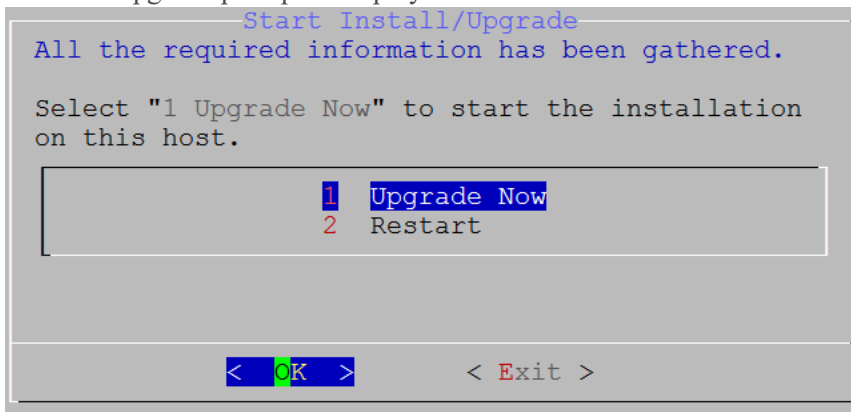 Start Install/Upgrade
All the required information has been gathered.
Select "1 Upgrade Now" to start the installation
on this host.
1 Upgrade Now
2 Restart
< OK > < Exit >